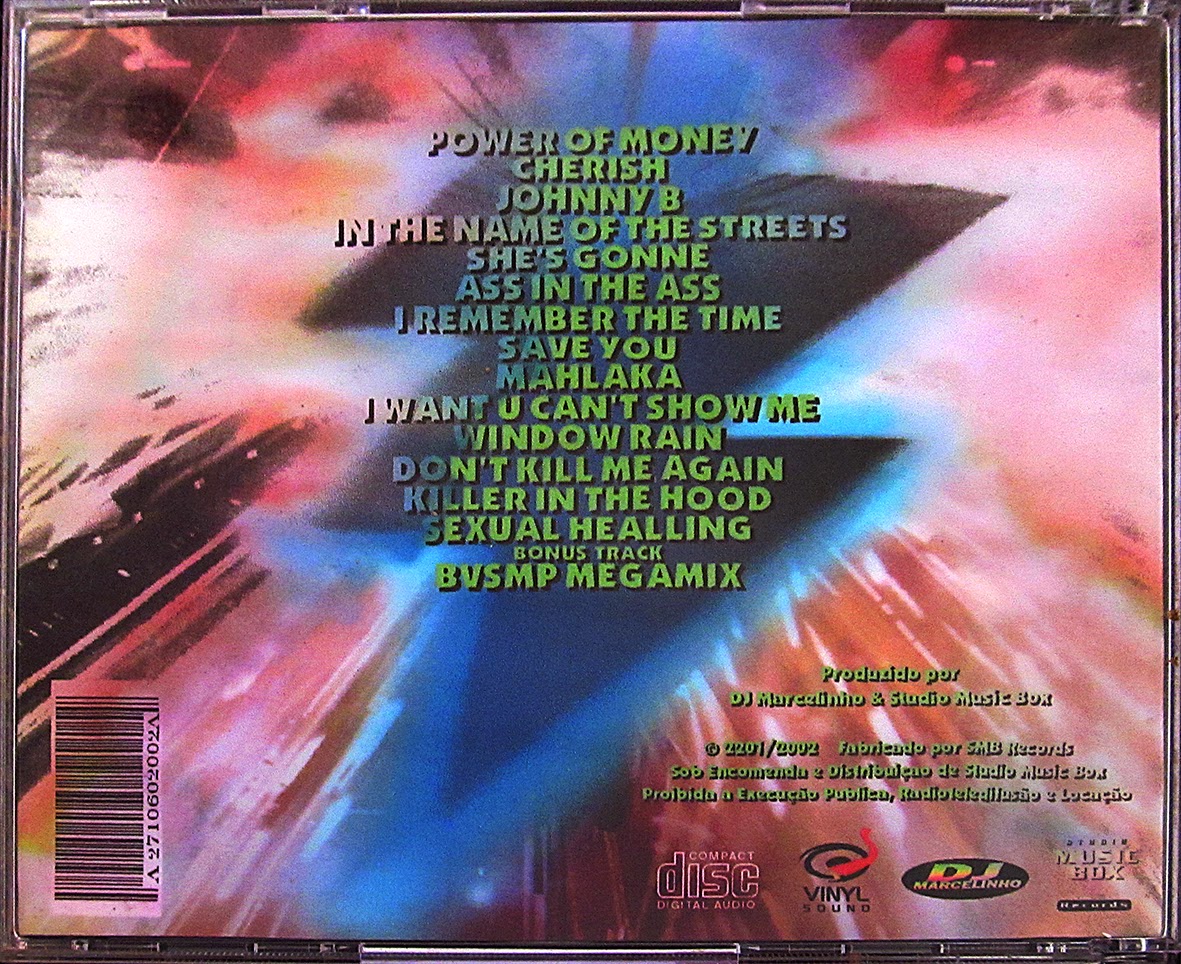 POWER OF MONEY
CHERISH
JOHNNY B
IN THE NAME OF THE STREETS
SHE'S GONNE
ASS IN THE ASS
I REMEMBER THE TIME
SAVE YOU
MAHLAKA
I WANT U CAN'T SHOW ME
WINDOW RAIN
DON'T KILL ME AGAIN
KILLER IN THE HOOD
SEXUAL HEALLING
BONUS TRACK
BVSMP MEGAMIX
Produzido por
DJ Marcelinho & Studio Music Box
© 2201/2002 Fabricado por SMB Records
Sob Encomenda e Distribuiçao de Studio Music Box
Proibida a Execução Publica, Radioteledifusão e Locação
A 2710602002A
COMPACT
disc
DIGITAL AUDIO
VINYL
SOUND
DJ
MARCELINHO
STUDIO
MUSIC
BOX
Records